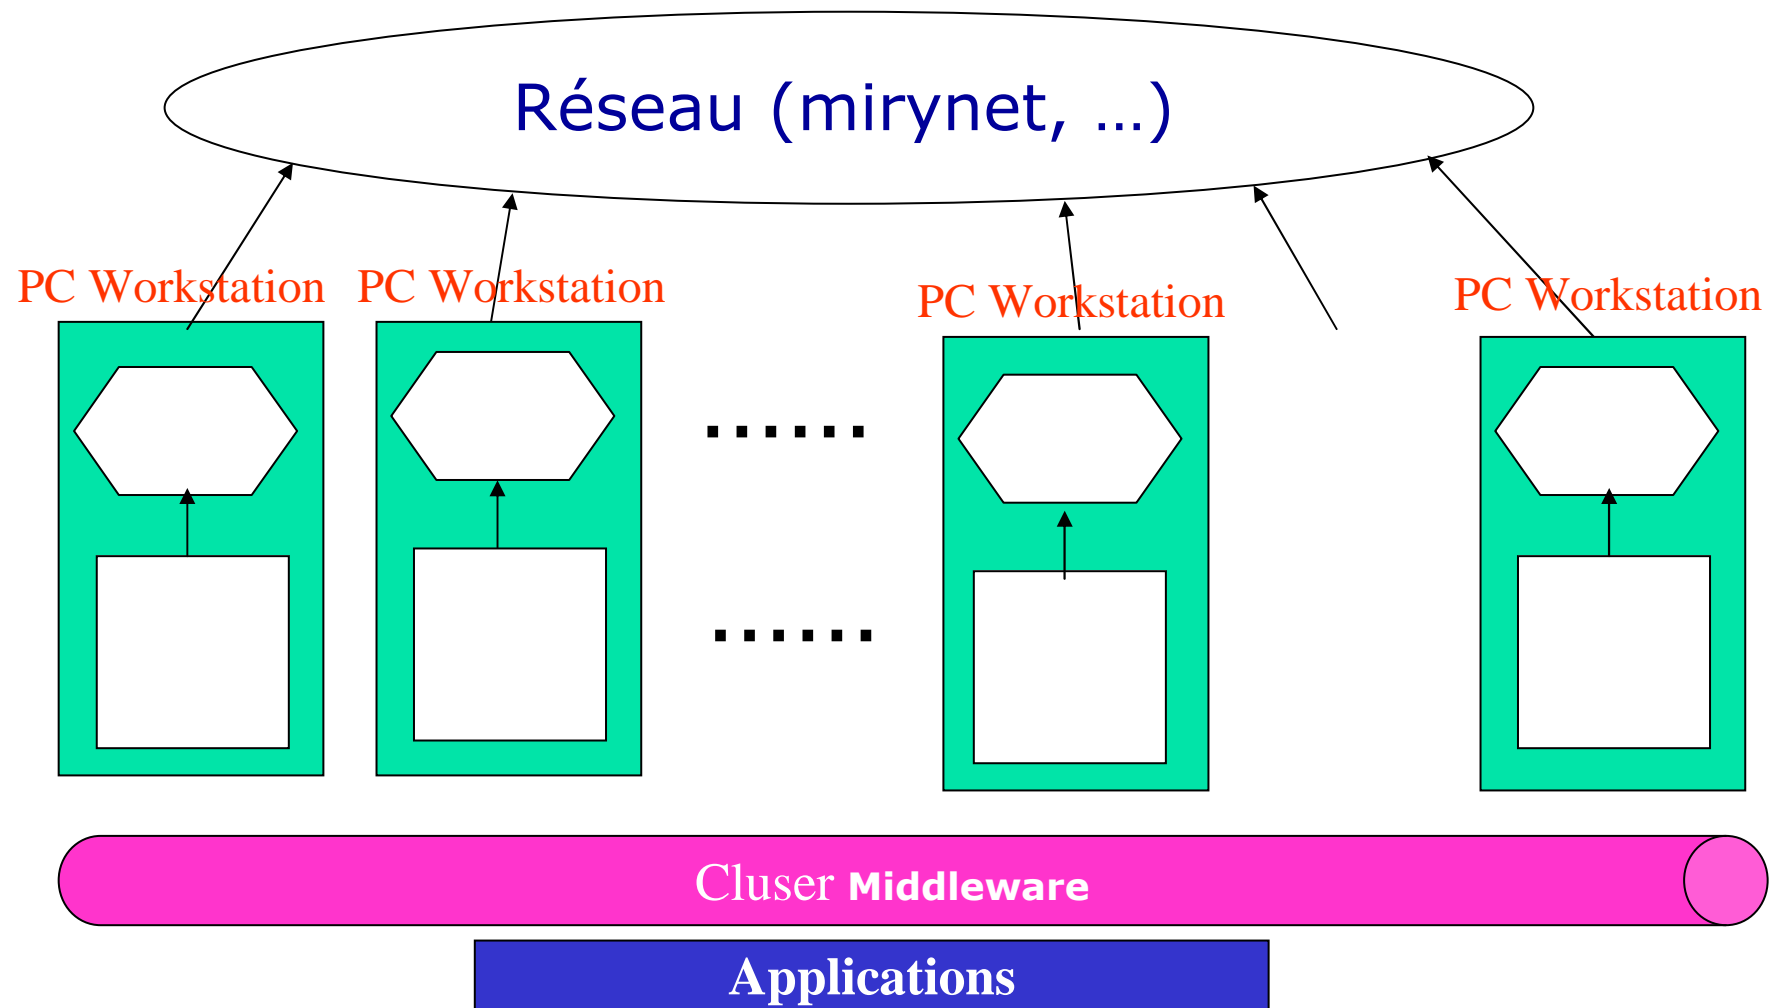 Réseau (mirynet, …)
PC Workstation
PC Workstation
PC Workstation
PC Workstation
......
......
Cluser Middleware
Applications